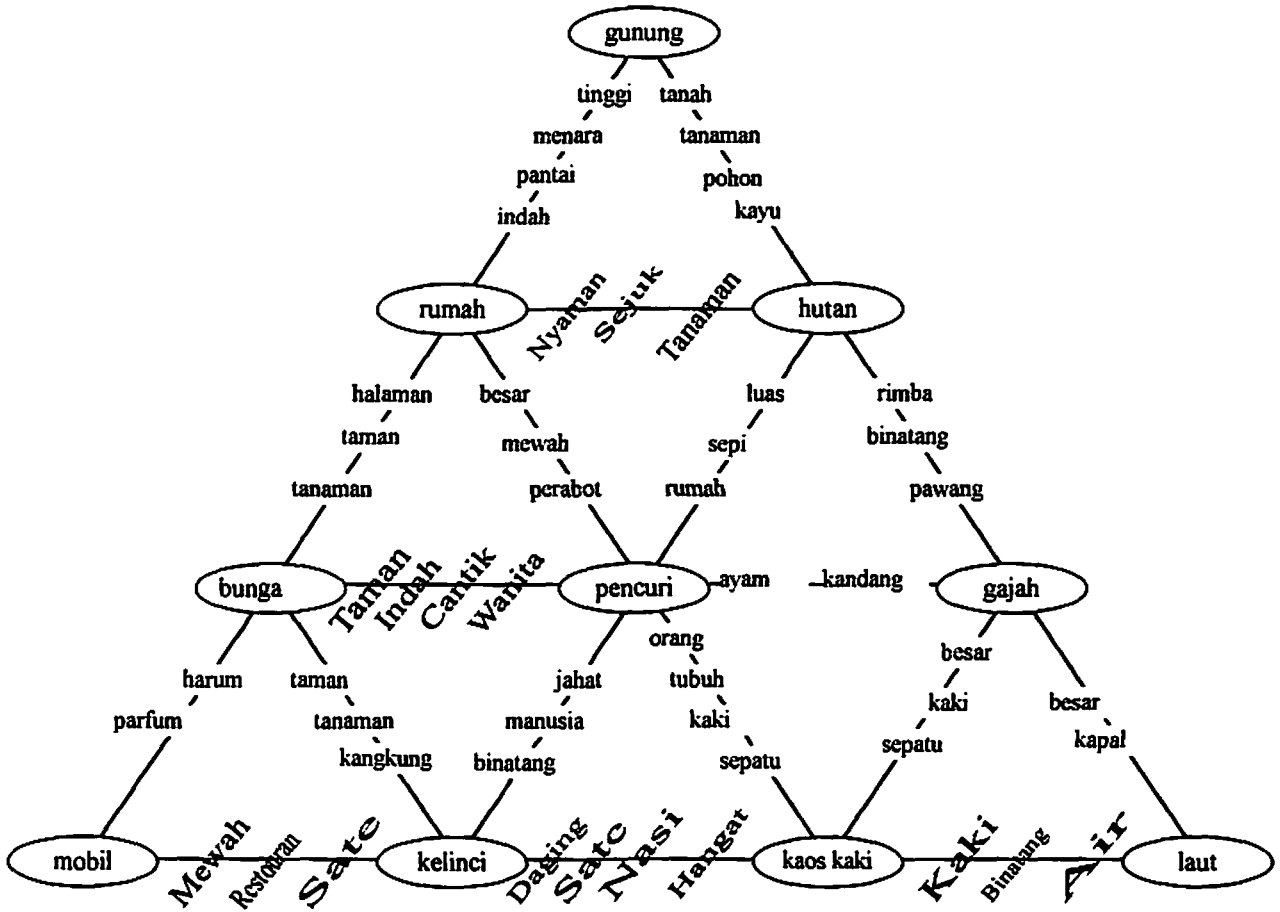 gunung
tinggi tanah
menara tanaman
pantai pohon
indah kayu
rumah Nyaman Sejuk Tanaman hutan
halaman besar luas rimba
taman mewah sepi binatang
tanaman perabot rumah pawang
bunga Taman Indah Cantik Wanita pencuri ayam kandang gajah
orang
besar
harum taman jahat tubuh
kaki besar
parfum tanaman manusia kaki
sepatu kapal
kangkung binatang sepatu
mobil Mewah Restoran Sate kelinci Daging Sate Nasi Hangat kaos kaki Kaki Binatang Air laut